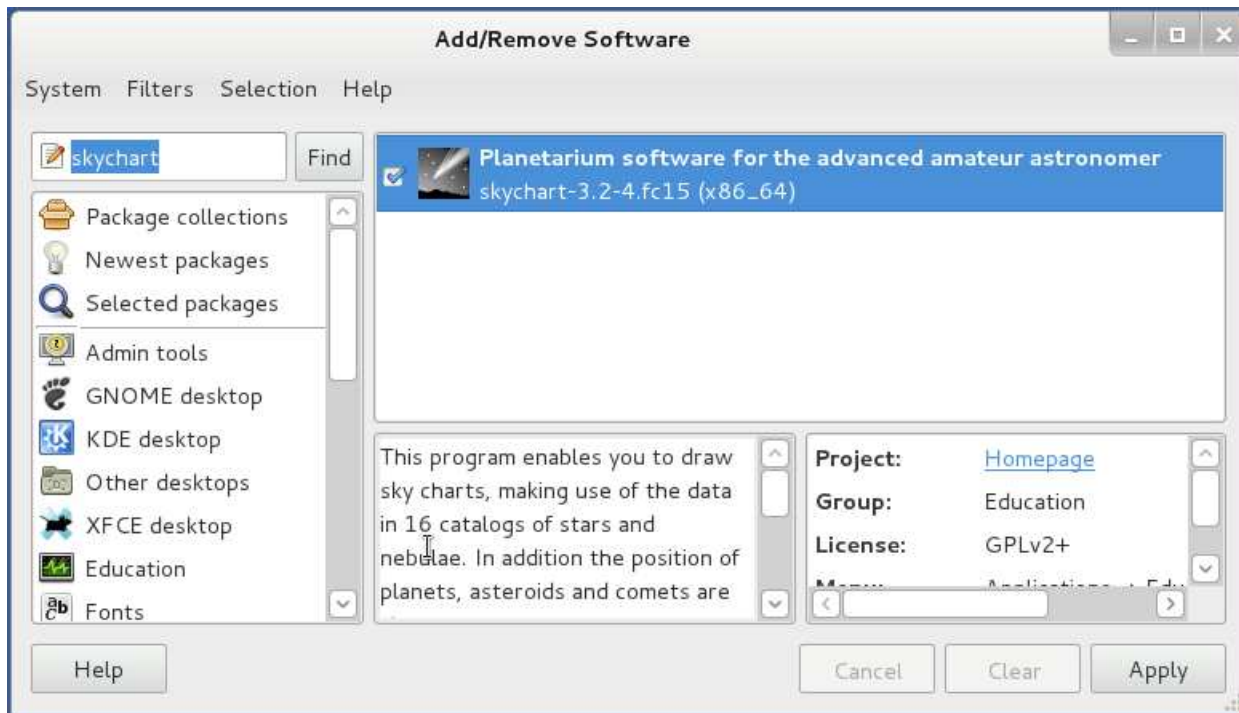 Add/Remove Software
System Filters Selection Help
skychart
Find
Package collections
Newest packages
Selected packages
Admin tools
GNOME desktop
KDE desktop
Other desktops
XFCE desktop
Education
Fonts
Planetarium software for the advanced amateur astronomer
skychart-3.2-4.fc15 (x86_64)
This program enables you to draw
sky charts, making use of the data
in 16 catalogs of stars and
nebulae. In addition the position of
planets, asteroids and comets are
Project: Homepage
Group: Education
License: GPLv2+
Help
Cancel
Clear
Apply